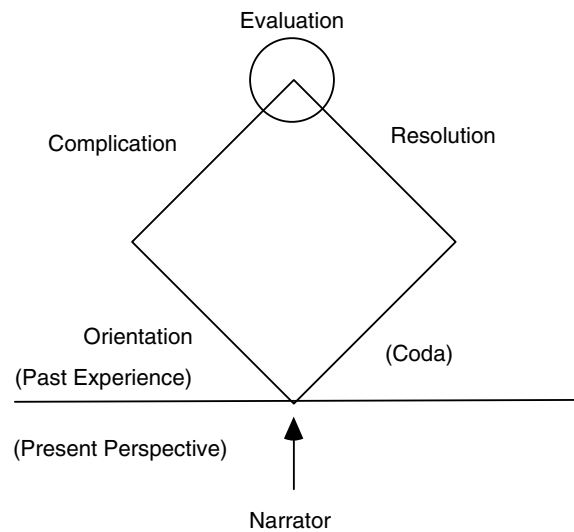 Evaluation
Complication
Resolution
Orientation
(Coda)
(Past Experience)
(Present Perspective)
Narrator